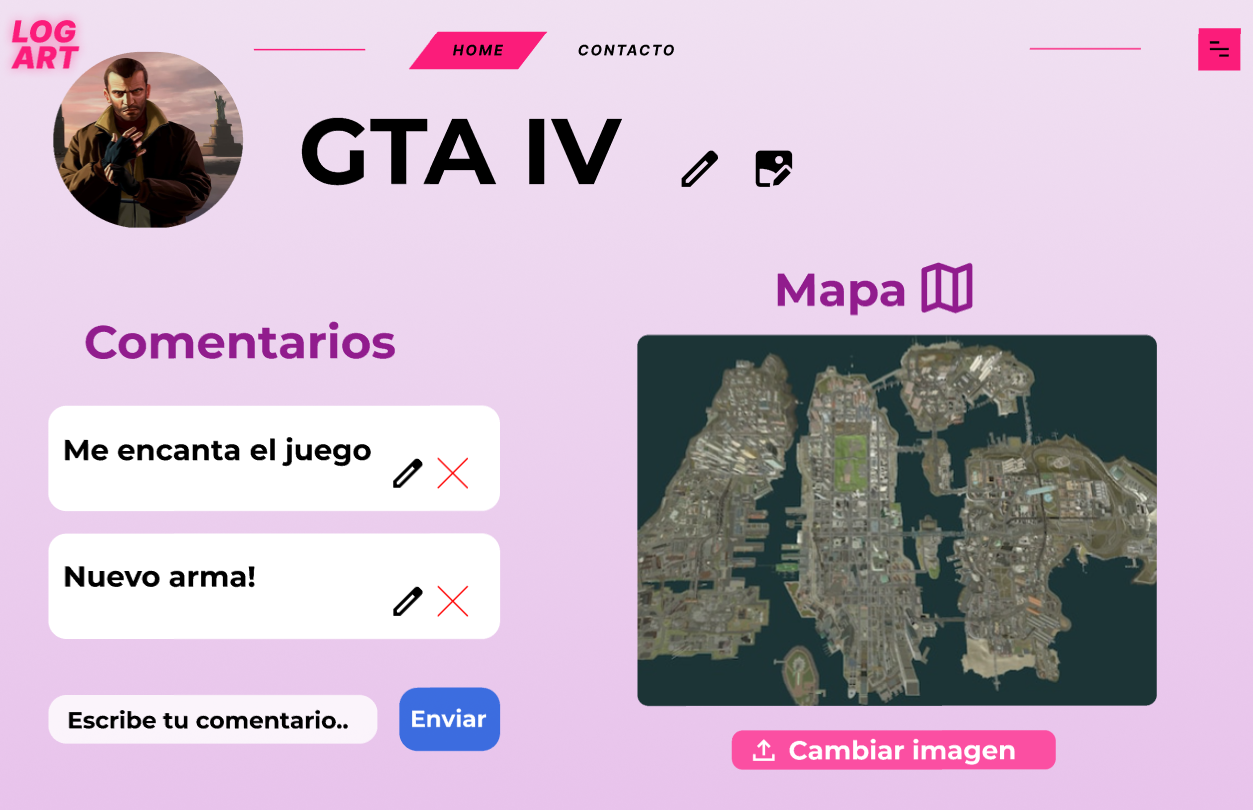 LOG
ART
HOME
CONTACTO
GTA IV
Comentarios
Me encanta el juego
Nuevo arma!
Escribe tu comentario..
Enviar
Mapa
Cambiar imagen